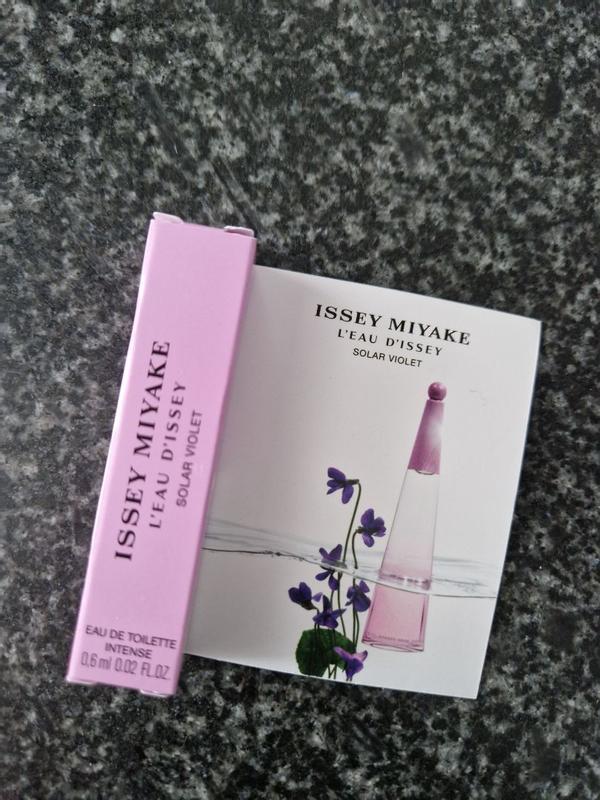 ISSEY MIYAKE
L'EAU D'ISSEY
SOLAR VIOLET
EAU DE TOILETTE
INTENSE
0,6 ml 0.02 FL.OZ.
ISSEY MIYAKE
L'EAU D'ISSEY
SOLAR VIOLET